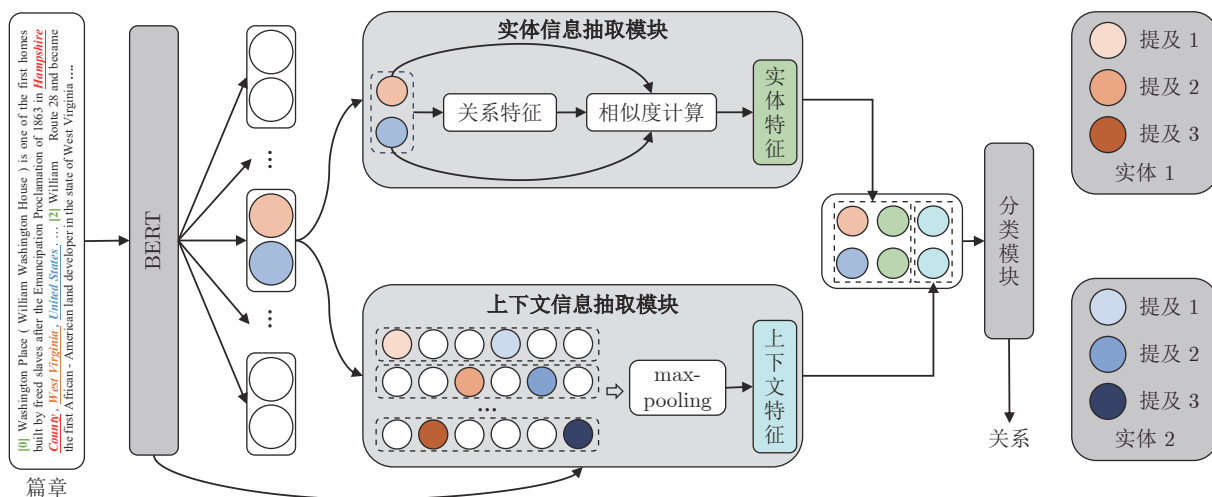 [0] Washington Place ( William Washington House ) is one of the first homes
built by freed slaves after the Emancipation Proclamation of 1863 in Hampshire
County , West Virginia , United States . ... [2] William Route 28 and became
the first African - American land developer in the state of West Virginia ....
篇章
BERT
...
...
实体信息抽取模块
关系特征
相似度计算
实体特征
上下文信息抽取模块
...
max-
pooling
上下文特征
分类模块
关系
提及 1
提及 2
提及 3
实体 1
提及 1
提及 2
提及 3
实体 2